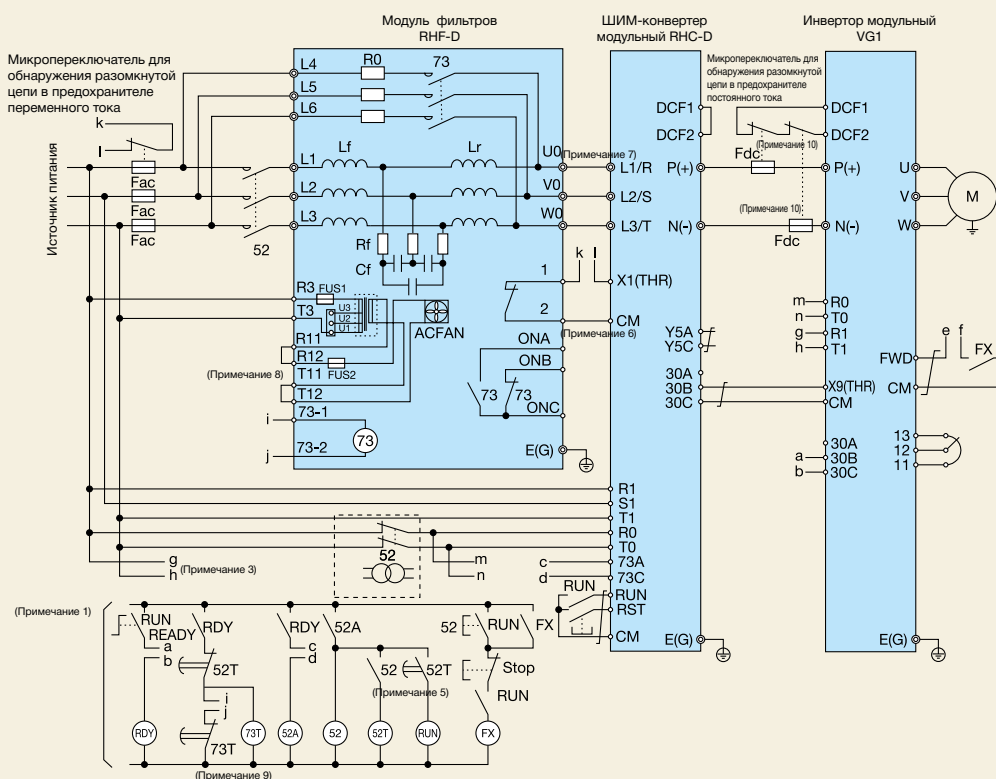 Модуль фильтров
RHF-D
ШИМ-конвертер
модульный RHC-D
Инвертор модульный
VG1
Микропереключатель для
обнаружения разомкнутой
цепи в предохранителе
переменного тока
k
l
Источник питания
Fac
Fac
Fac
52
L4
L5
L6
R0
73
L1
L2
L3
Lf
Lr
U0
V0
W0
(Примечание 7)
Rf
Cf
R3
FUS1
T3
U3
U2
U1
R11
R12
FUS2
T11
T12
(Примечание 8)
ACFAN
1
2
ONA
ONB
73
73
ONC
73-1
73-2
i
j
73
E(G)
k
l
(Примечание 6)
Микропереключатель для
обнаружения разомкнутой
цепи в предохранителе
постоянного тока
DCF1
DCF2
L1/R
P(+)
L2/S
L3/T
N(-)
X1(THR)
CM
Y5A
Y5C
30A
30B
30C
R1
S1
T1
R0
T0
73A
73C
RUN
RST
CM
E(G)
c
d
RUN
(Примечание 10)
Fdc
(Примечание 10)
Fdc
DCF1
DCF2
P(+)
N(-)
U
V
W
M
m
n
g
h
R0
T0
R1
T1
FWD
CM
e
f
FX
X9(THR)
CM
30A
30B
30C
a
b
13
12
11
E(G)
g
h
(Примечание 3)
52
m
n
(Примечание 1)
RUN
READY
a
b
RDY
52T
i
j
73T
RDY
c
d
52A
52
52T
(Примечание 5)
52
RUN
FX
Stop
RUN
RDY
73T
52A
52
52T
RUN
FX
(Примечание 9)